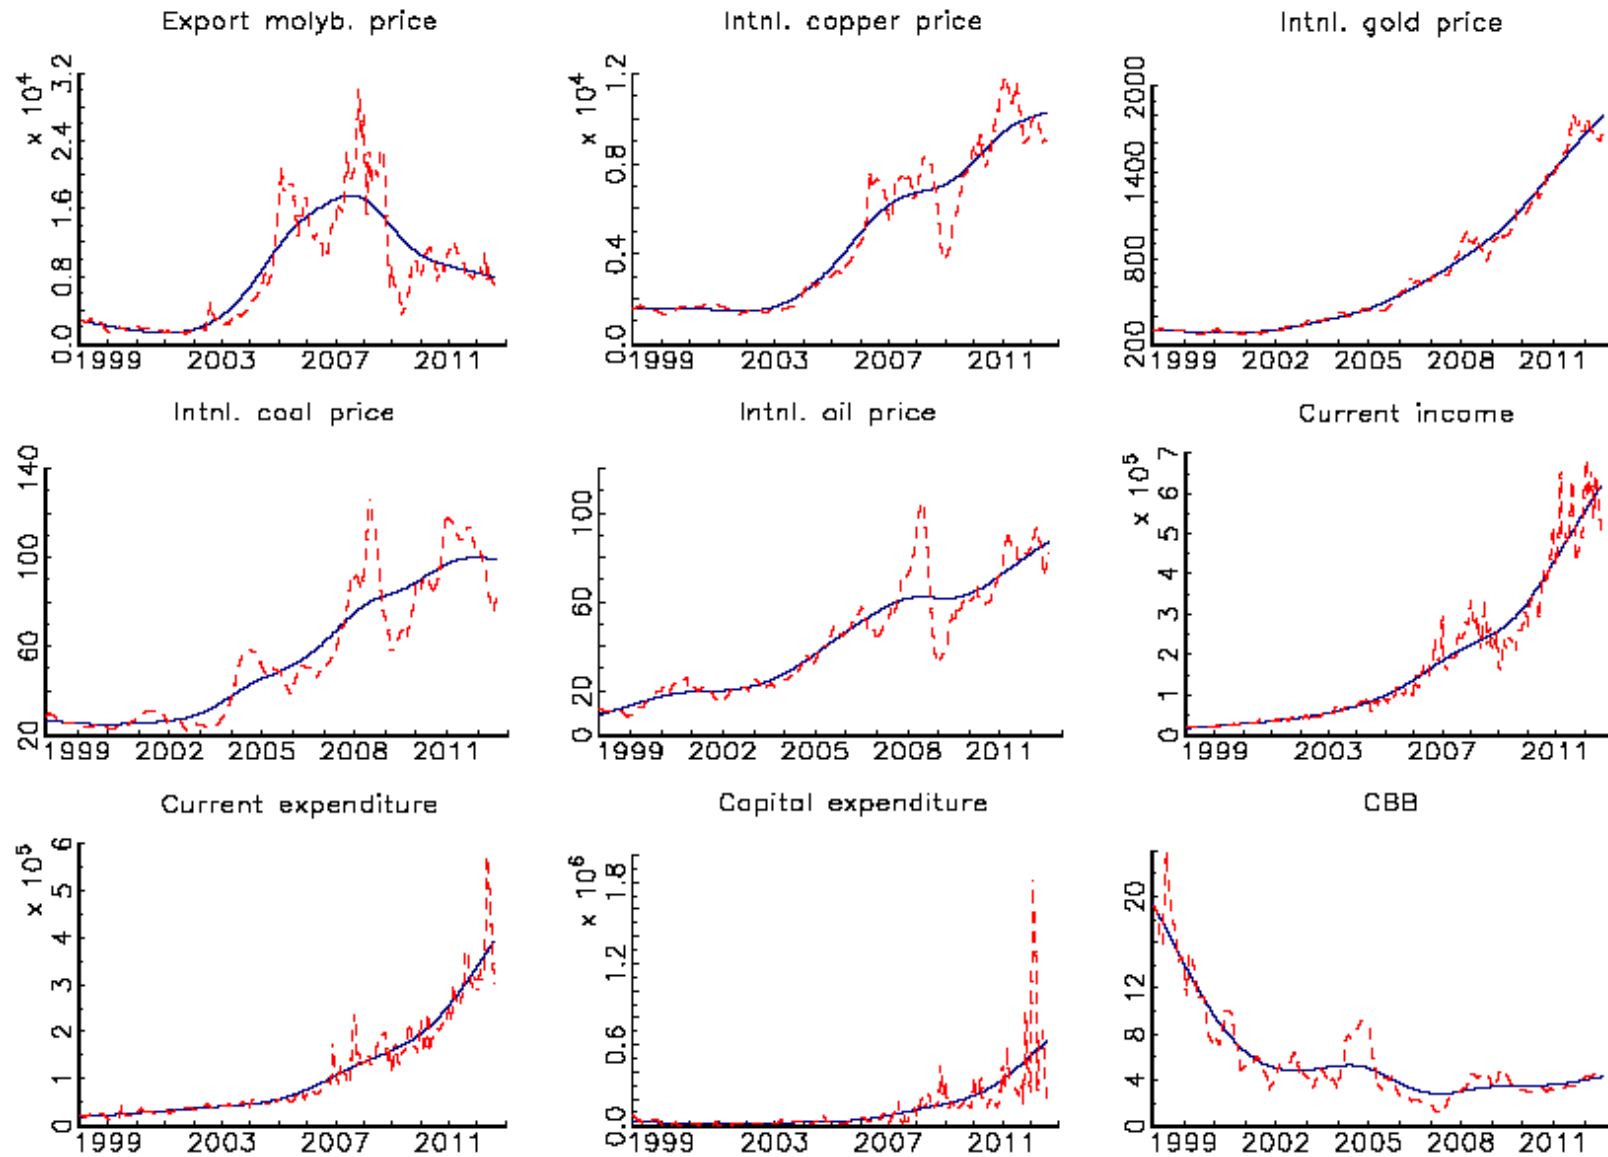 Export molyb. price
x 10^4
3.2
2.4
1.6
0.8
0.0
1999 2003 2007 2011
Intnl. copper price
x 10^4
1.2
0.8
0.4
0.0
1999 2002 2005 2008 2011
Intnl. gold price
2000
1400
800
200
1999 2002 2005 2008 2011
Intnl. coal price
140
100
60
20
1999 2002 2005 2008 2011
Intnl. oil price
100
60
20
0
1999 2002 2005 2008 2011
Current income
x 10^5
7
6
5
4
3
2
1
0
1999 2003 2007 2011
Current expenditure
x 10^5
6
5
4
3
2
1
0
1999 2003 2007 2011
Capital expenditure
x 10^6
1.8
1.2
0.6
0.0
1999 2002 2005 2008 2011
CBB
20
12
8
4
0
1999 2002 2005 2008 2011